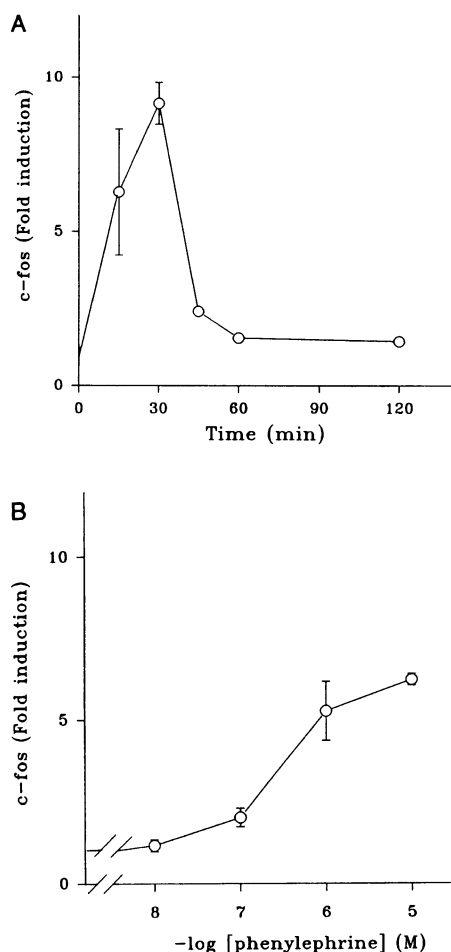 A
c-fos (Fold induction)
10
5
0
0 30 60 90 120
Time (min)
B
c-fos (Fold induction)
10
5
0
8 7 6 5
-log [phenylephrine] (M)